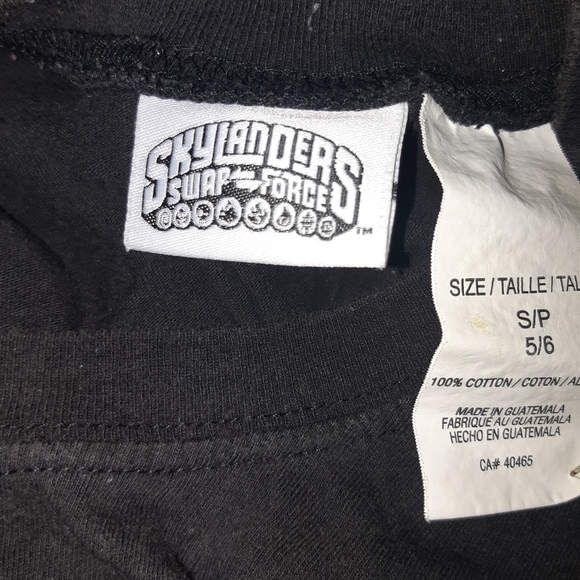 SKYLANDERS
SWAP-FORCE
TM
SIZE / TAILLE / TAL
S/P
5/6
100% COTTON / COTON / AL
MADE IN GUATEMALA
FABRIQUÉ AU GUATEMALA
HECHO EN GUATEMALA
CA# 40465